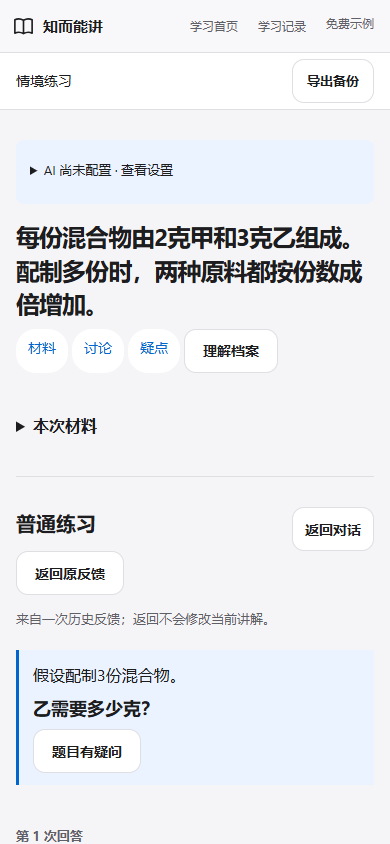 知而能讲
学习首页
学习记录
免费示例
情境练习
导出备份
AI 尚未配置 · 查看设置
每份混合物由2克甲和3克乙组成。
配制多份时，两种原料都按份数成
倍增加。
材料
讨论
疑点
理解档案
本次材料
普通练习
返回对话
返回原反馈
来自一次历史反馈；返回不会修改当前讲解。
假设配制3份混合物。
乙需要多少克？
题目有疑问
第 1 次回答